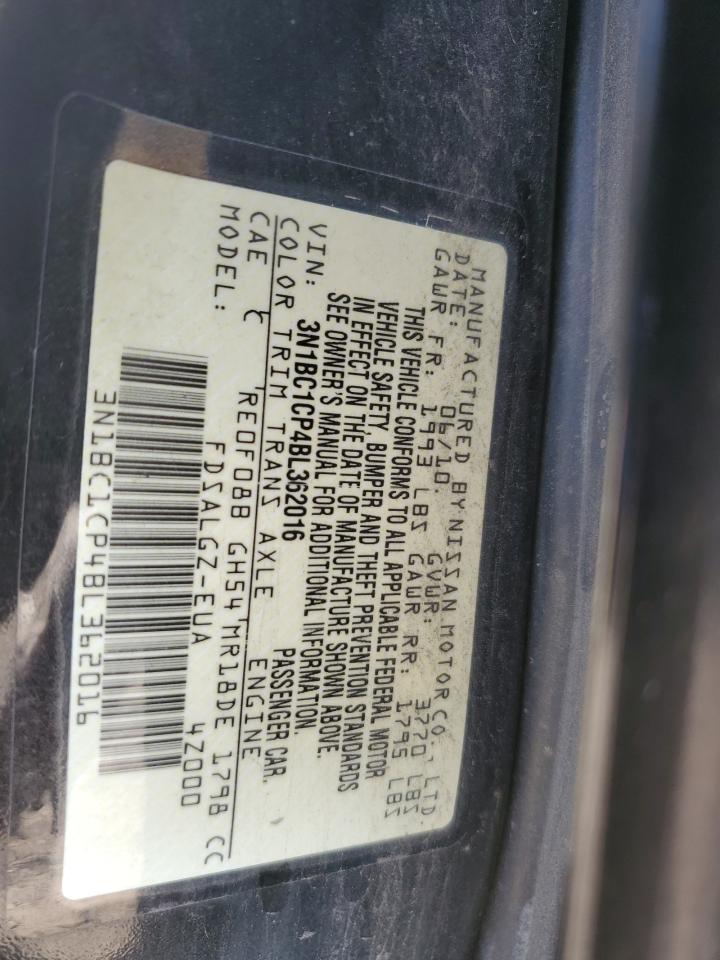 MANUFACTURED BY NISSAN MOTOR CO., LTD.
DATE: 06/10. GVWR: 3770 LBS.
GAWR FR: 1993 LBS GAWR RR: 1795 LBS
THIS VEHICLE CONFORMS TO ALL APPLICABLE FEDERAL MOTOR
VEHICLE SAFETY, BUMPER AND THEFT PREVENTION STANDARDS
IN EFFECT ON THE DATE OF MANUFACTURE SHOWN ABOVE.
SEE OWNER'S MANUAL FOR ADDITIONAL INFORMATION.
VIN: 3N1BC1CP4BL362016 PASSENGER CAR.
COLOR TRIM TRANS AXLE ENGINE
CAE C RE0F08B GH54 MR18DE 1798 CC
MODEL: FDSALGZ-EUA 4Z000
3N1BC1CP4BL362016